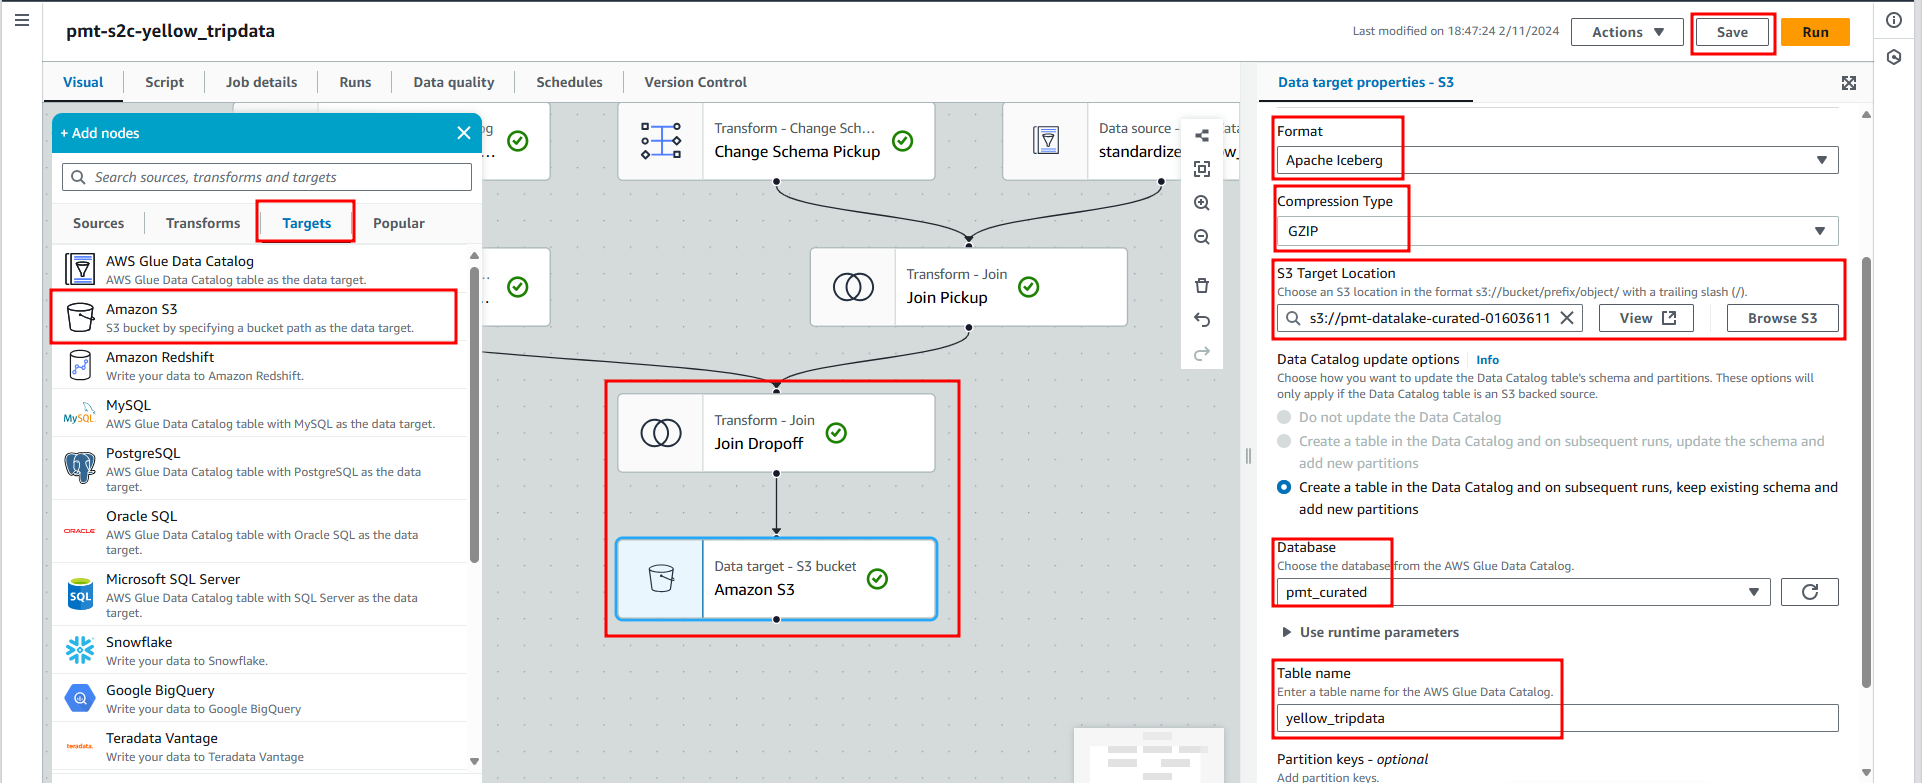 pmt-s2c-yellow_tripdata
Last modified on 18:47:24 2/11/2024
Actions
Save
Run
Visual
Script
Job details
Runs
Data quality
Schedules
Version Control
+ Add nodes
Search sources, transforms and targets
Sources
Transforms
Targets
Popular
AWS Glue Data Catalog
AWS Glue Data Catalog table as the data target.
Amazon S3
S3 bucket by specifying a bucket path as the data target.
Amazon Redshift
Write your data to Amazon Redshift.
MySQL
MySQL
AWS Glue Data Catalog table with MySQL as the data target.
PostgreSQL
AWS Glue Data Catalog table with PostgreSQL as the data
target.
ORACLE
Oracle SQL
AWS Glue Data Catalog table with Oracle SQL as the data
target.
SQL
Microsoft SQL Server
AWS Glue Data Catalog table with SQL Server as the data
target.
Snowflake
Write your data to Snowflake.
Google BigQuery
Write your data to Google BigQuery
teradata.
Teradata Vantage
Write your data to Teradata Vantage
Transform - Change Sch...
Change Schema Pickup
Data source -
standardize
Transform - Join
Join Pickup
Transform - Join
Join Dropoff
Data target - S3 bucket
Amazon S3
Data target properties - S3
Format
Apache Iceberg
Compression Type
GZIP
S3 Target Location
Choose an S3 location in the format s3://bucket/prefix/object/ with a trailing slash (/).
s3://pmt-datalake-curated-01603611
View
Browse S3
Data Catalog update options
Info
Choose how you want to update the Data Catalog table's schema and partitions. These options will
only apply if the Data Catalog table is an S3 backed source.
Do not update the Data Catalog
Create a table in the Data Catalog and on subsequent runs, update the schema and
add new partitions
Create a table in the Data Catalog and on subsequent runs, keep existing schema and
add new partitions
Database
Choose the database from the AWS Glue Data Catalog.
pmt_curated
Use runtime parameters
Table name
Enter a table name for the AWS Glue Data Catalog.
yellow_tripdata
Partition keys - optional
Add partition keys.